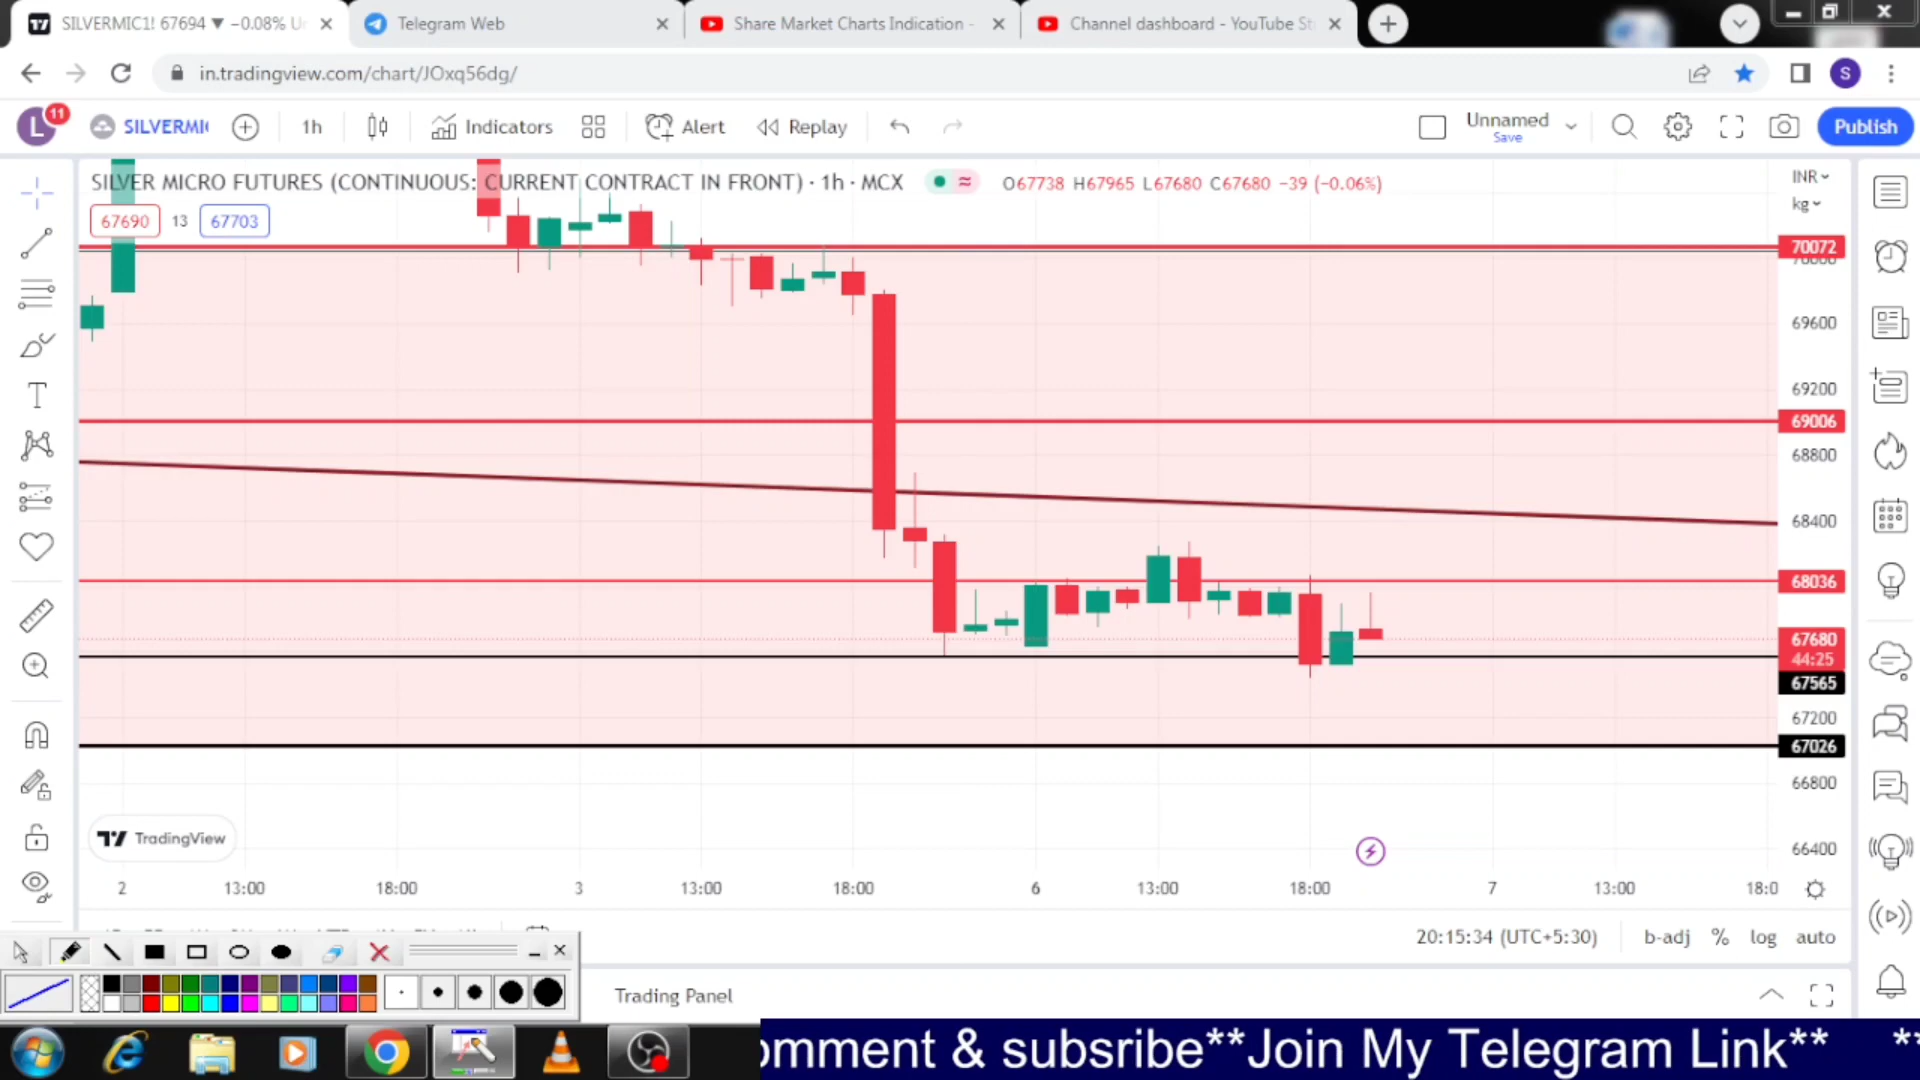 SILVERMIC1! 67694 ▼ −0.08% Un
Telegram Web
Share Market Charts Indication -
Channel dashboard - YouTube St
in.tradingview.com/chart/JOxq56dg/
S
L
11
SILVERMI
1h
Indicators
Alert
Replay
Unnamed
Save
Publish
SILVER MICRO FUTURES (CONTINUOUS: CURRENT CONTRACT IN FRONT) · 1h · MCX
O67738 H67965 L67680 C67680 −39 (−0.06%)
INR
kg
67690
13
67703
70072
70000
69600
69200
69006
68800
68400
68036
67680
44:25
67565
67200
67026
66800
66400
TradingView
2
13:00
18:00
3
13:00
18:00
6
13:00
18:00
7
13:00
18:0
20:15:34 (UTC+5:30)
b-adj
%
log
auto
Trading Panel
omment & subsribe**Join My Telegram Link** **